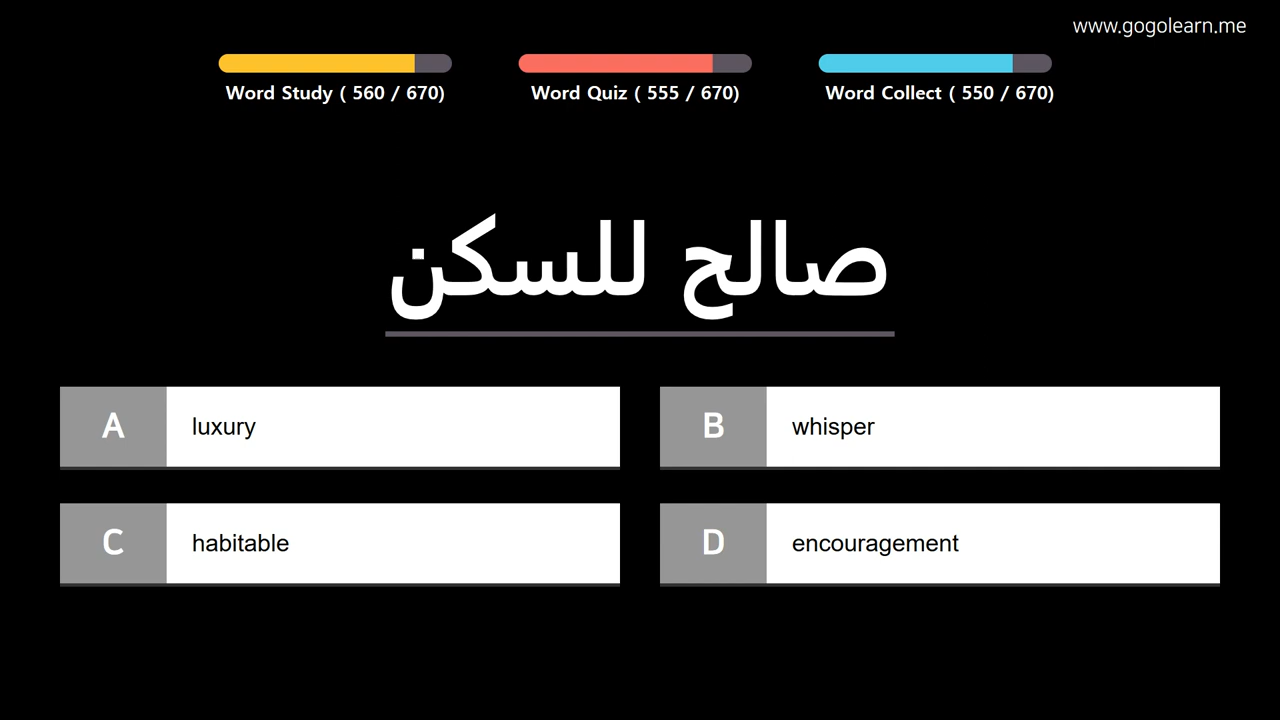 www.gogolearn.me
Word Study ( 560 / 670)
Word Quiz ( 555 / 670)
Word Collect ( 550 / 670)
صالح للسكن
A luxury
B whisper
C habitable
D encouragement